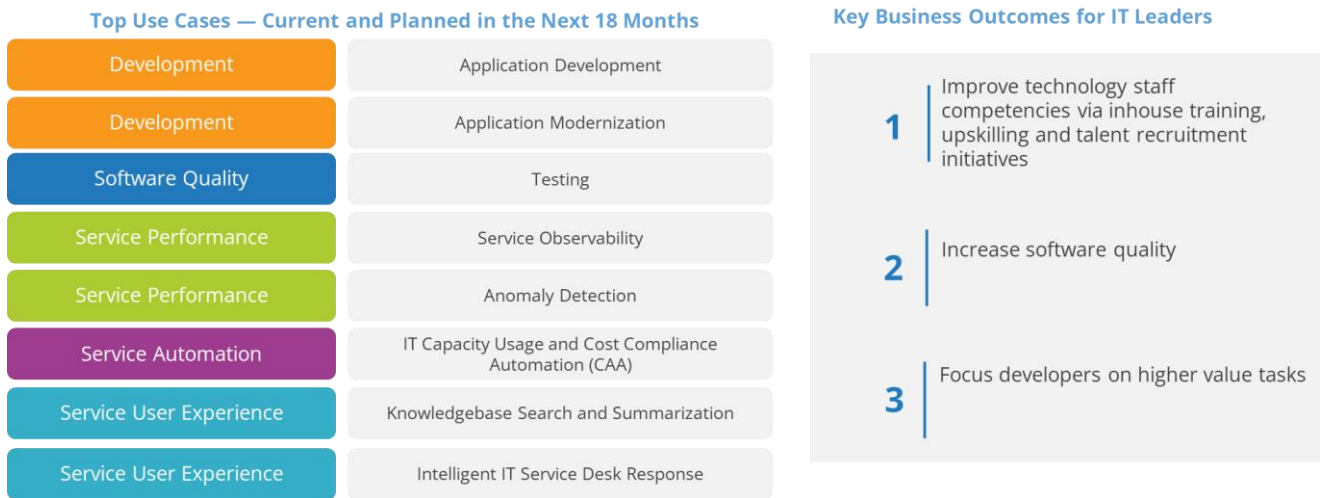 Top Use Cases — Current and Planned in the Next 18 Months
Development
Application Development
Development
Application Modernization
Software Quality
Testing
Service Performance
Service Observability
Service Performance
Anomaly Detection
Service Automation
IT Capacity Usage and Cost Compliance
Automation (CAA)
Service User Experience
Knowledgebase Search and Summarization
Service User Experience
Intelligent IT Service Desk Response
Key Business Outcomes for IT Leaders
1
Improve technology staff
competencies via inhouse training,
upskilling and talent recruitment
initiatives
2
Increase software quality
3
Focus developers on higher value tasks